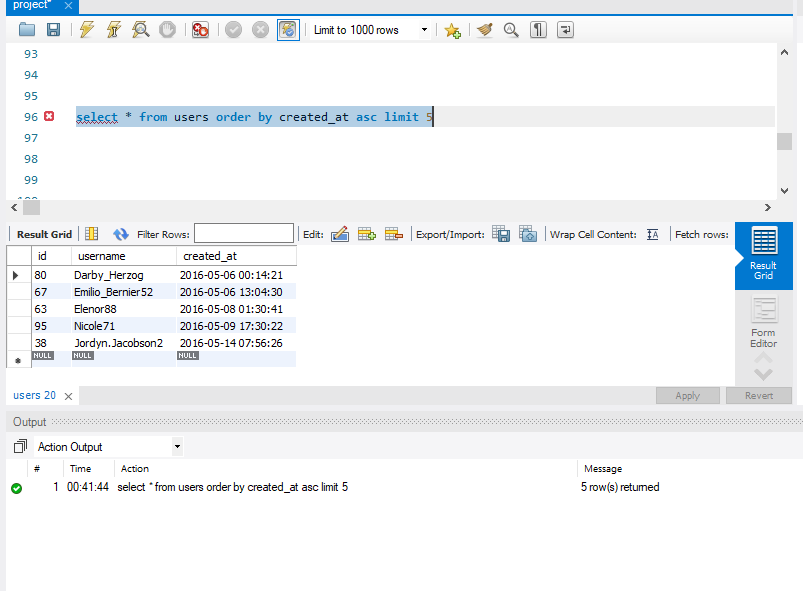 project*
Limit to 1000 rows
93
94
95
96 select * from users order by created_at asc limit 5
97
98
99
Result Grid Filter Rows: Edit: Export/Import: Wrap Cell Content: Fetch rows:
id username created_at
80 Darby_Herzog 2016-05-06 00:14:21
67 Emilio_Bernier52 2016-05-06 13:04:30
63 Elenor88 2016-05-08 01:30:41
95 Nicole71 2016-05-09 17:30:22
38 Jordyn.Jacobson2 2016-05-14 07:56:26
NULL NULL NULL
Result
Grid
Form
Editor
users 20
Apply Revert
Output
Action Output
# Time Action Message
1 00:41:44 select * from users order by created_at asc limit 5 5 row(s) returned